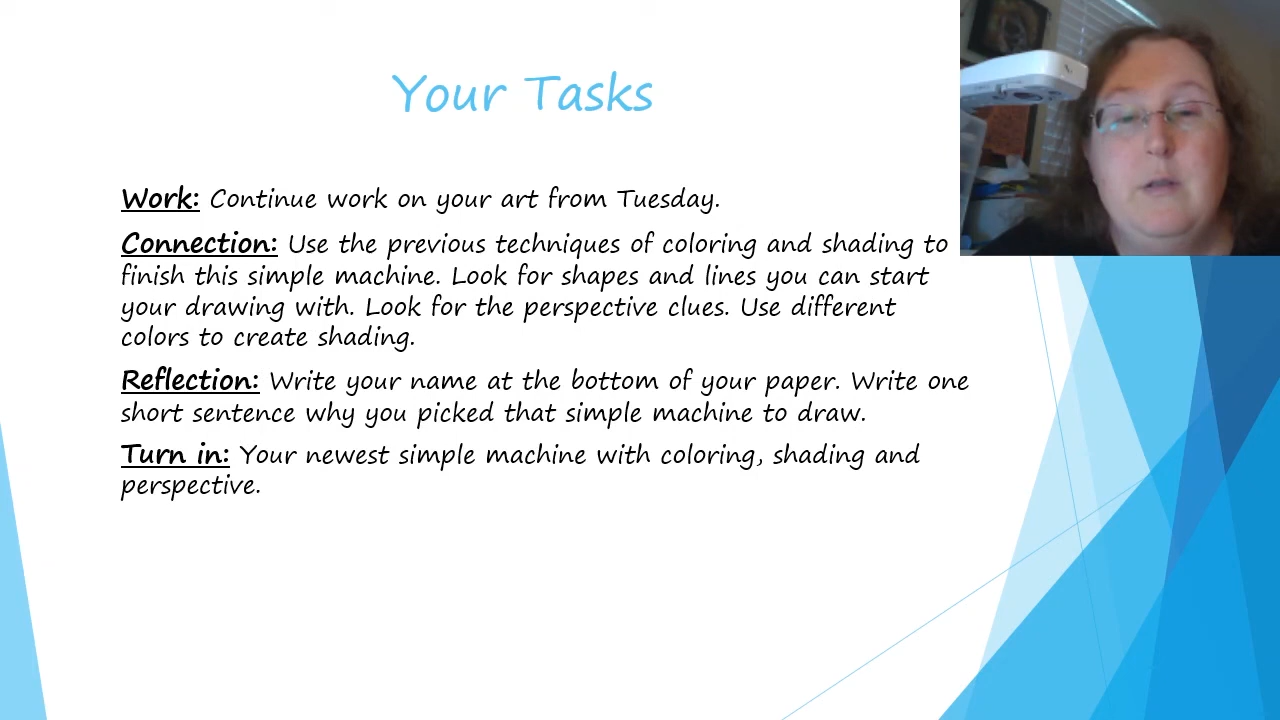 Your Tasks
Work: Continue work on your art from Tuesday.
Connection: Use the previous techniques of coloring and shading to
finish this simple machine. Look for shapes and lines you can start
your drawing with. Look for the perspective clues. Use different
colors to create shading.
Reflection: Write your name at the bottom of your paper. Write one
short sentence why you picked that simple machine to draw.
Turn in: Your newest simple machine with coloring, shading and
perspective.